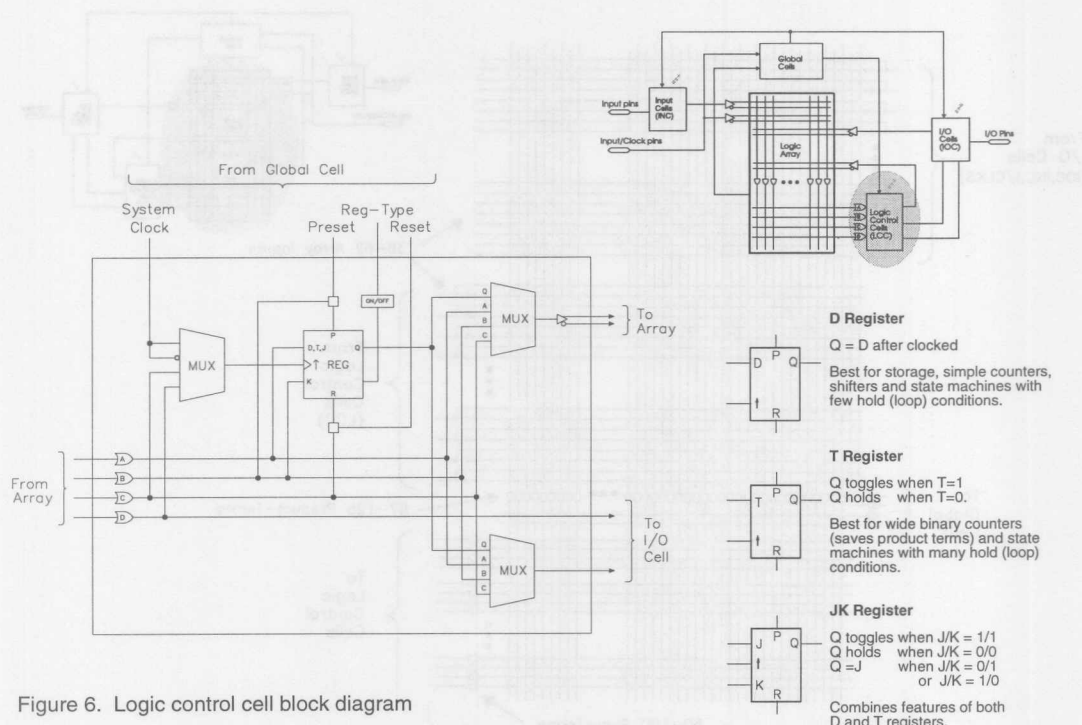 From Global Cell
System
Clock
Reg-Type
Preset
Reset
ON/OFF
MUX
P
D,T,J
Q
REG
K
R
Q
A
B
C
MUX
To
Array
From
Array
A
B
C
D
To
I/O
Cell
Q
A
B
C
MUX
Figure 6. Logic control cell block diagram
Global
Cells
Input pins
Input
Cells
(INC)
Input/Clock pins
Logic
Array
I/O
Cells
(IOC)
I/O Pins
A
B
C
D
Logic
Control
Cells
(LCC)
D Register
P
D
Q
R
Q = D after clocked
Best for storage, simple counters,
shifters and state machines with
few hold (loop) conditions.
T Register
P
T
Q
R
Q toggles when T=1
Q holds when T=0.
Best for wide binary counters
(saves product terms) and state
machines with many hold (loop)
conditions.
JK Register
P
J
Q
K
R
Q toggles when J/K = 1/1
Q holds when J/K = 0/0
Q =J when J/K = 0/1
or J/K = 1/0
Combines features of both
D and T registers.